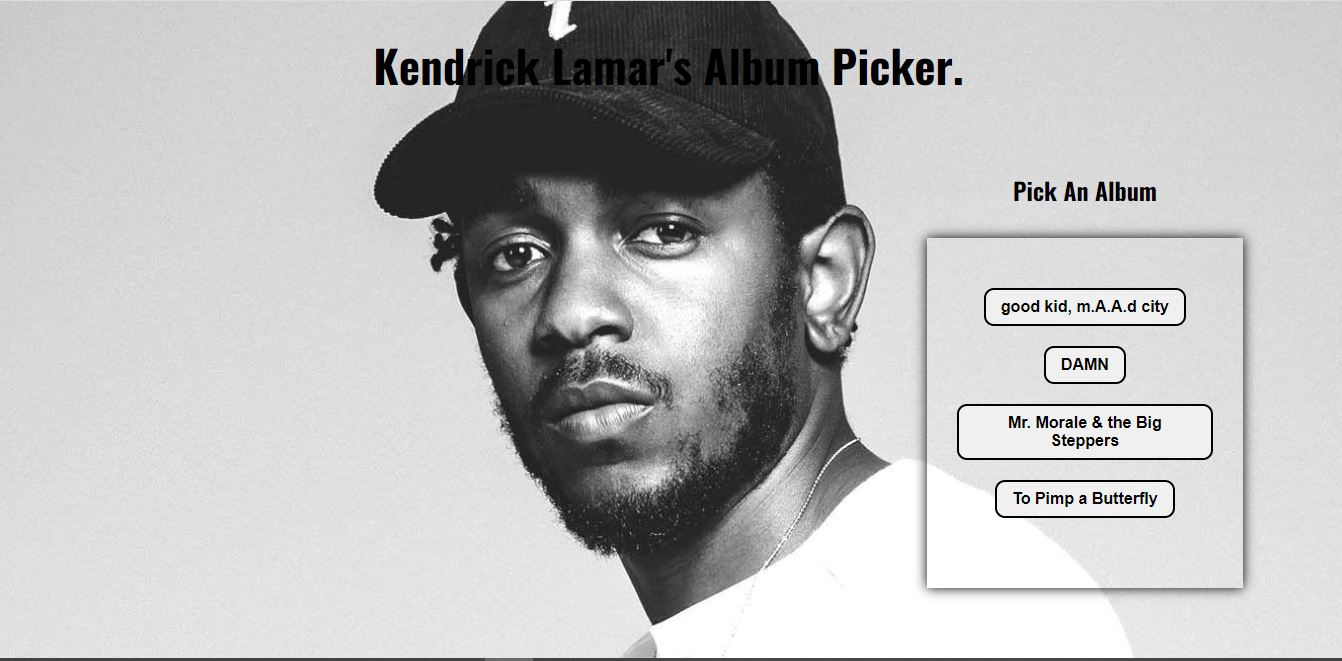 Kendrick Lamar's Album Picker.
Pick An Album
good kid, m.A.A.d city
DAMN
Mr. Morale & the Big
Steppers
To Pimp a Butterfly